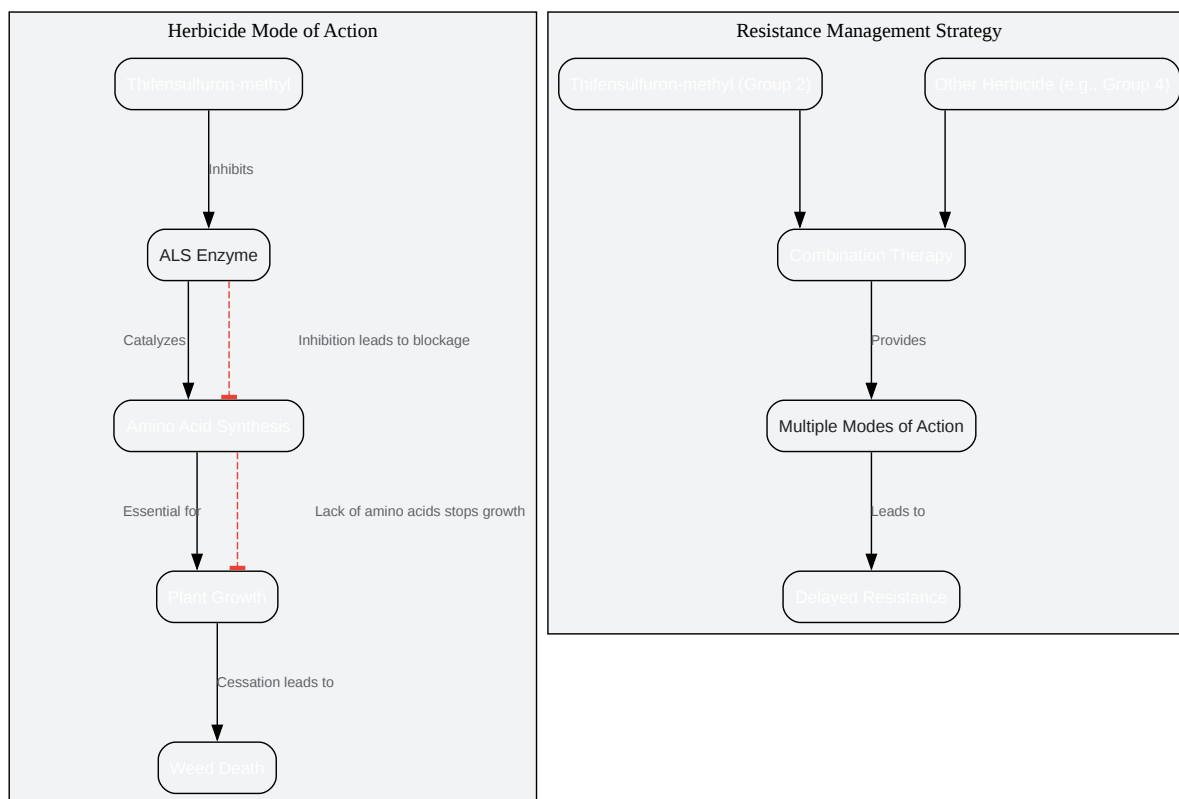 Herbicide Mode of Action
Thifensulfuron-methyl
Inhibits
ALS Enzyme
Catalyzes
Inhibition leads to blockage
Amino Acid Synthesis
Essential for
Lack of amino acids stops growth
Plant Growth
Cessation leads to
Weed Death
Resistance Management Strategy
Thifensulfuron-methyl (Group 2)
Other Herbicide (e.g., Group 4)
Combination Therapy
Provides
Multiple Modes of Action
Leads to
Delayed Resistance